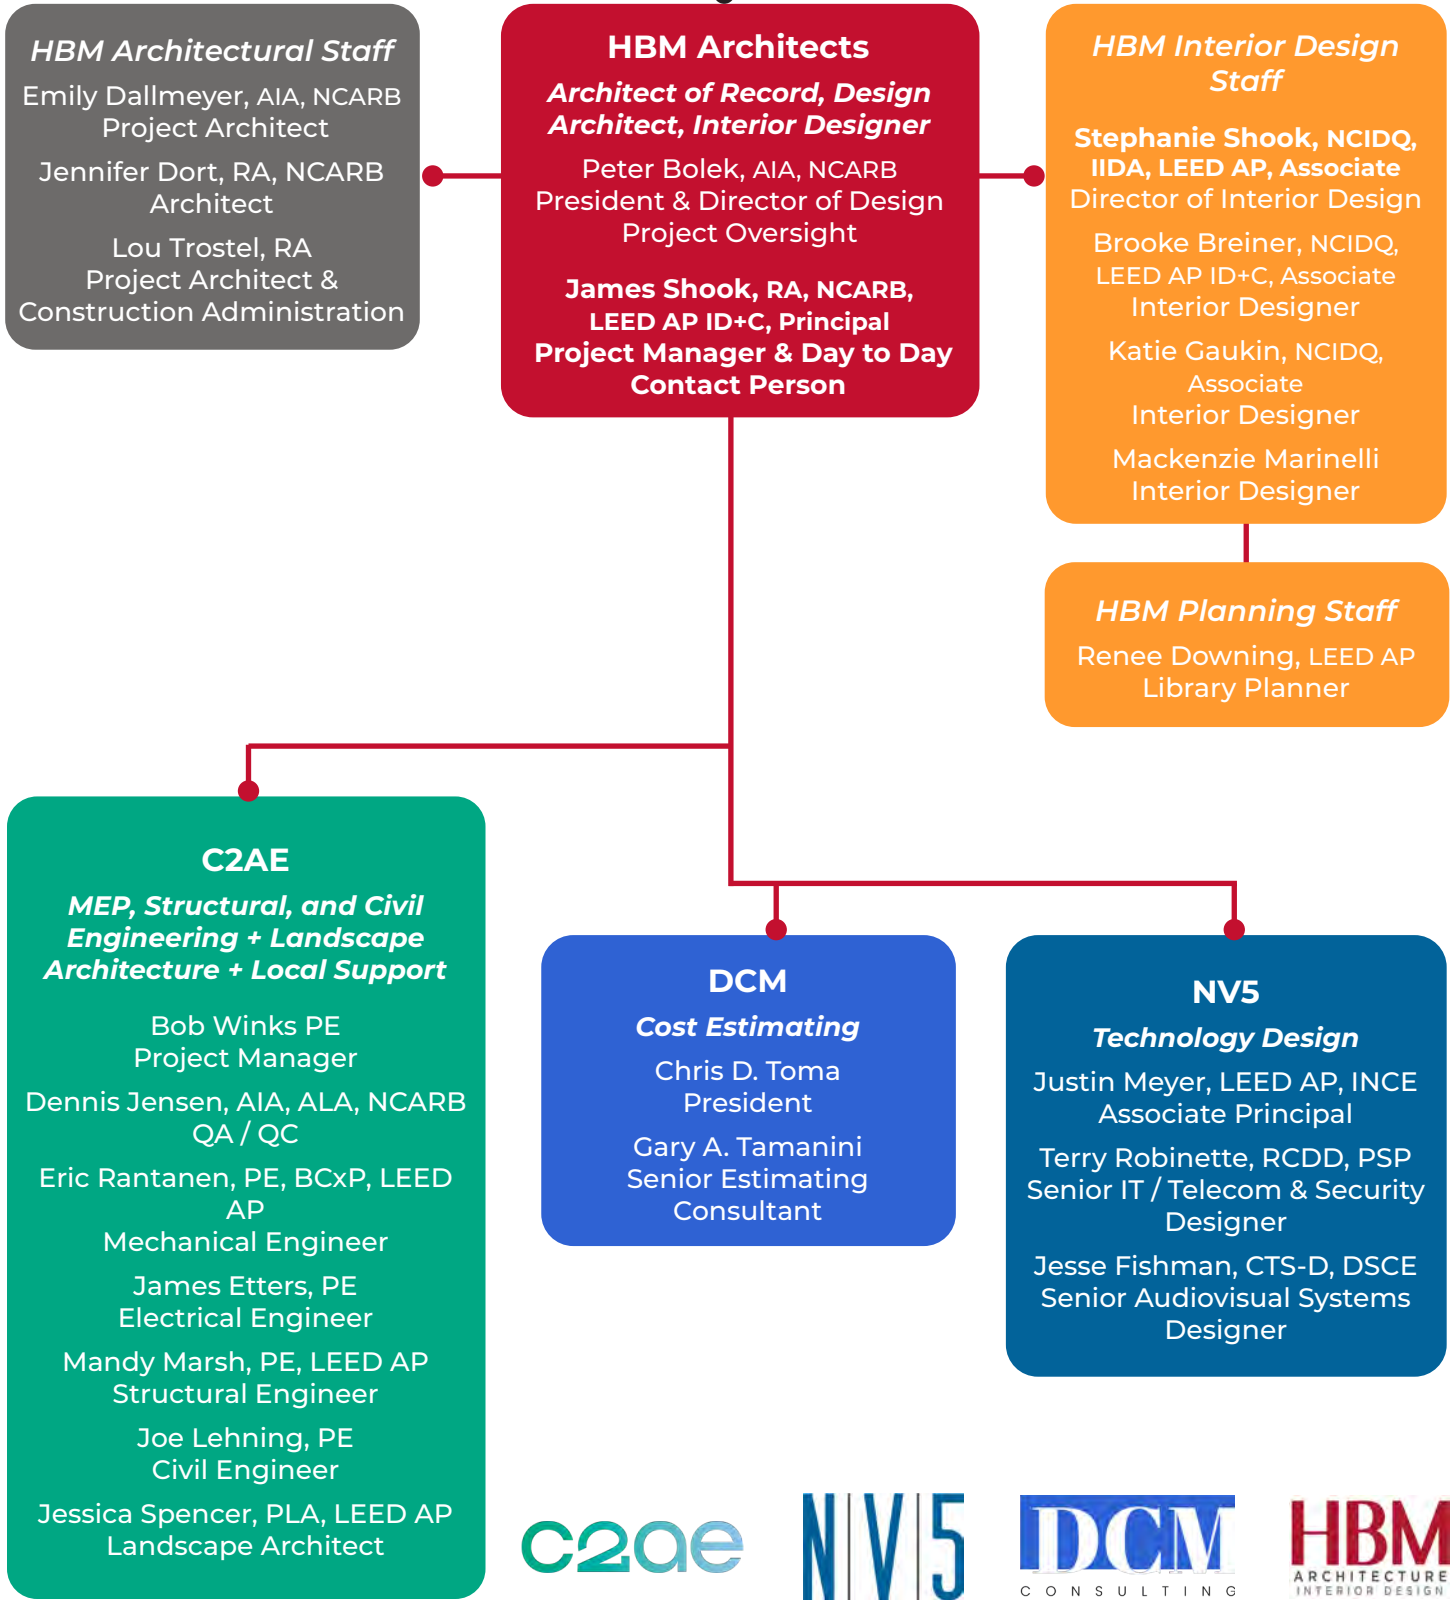 HBM Architectural Staff
Emily Dallmeyer, AIA, NCARB
Project Architect
Jennifer Dort, RA, NCARB
Architect
Lou Trostel, RA
Project Architect &
Construction Administration
HBM Architects
Architect of Record, Design
Architect, Interior Designer
Peter Bolek, AIA, NCARB
President & Director of Design
Project Oversight
James Shook, RA, NCARB,
LEED AP ID+C, Principal
Project Manager & Day to Day
Contact Person
HBM Interior Design
Staff
Stephanie Shook, NCIDQ,
IIDA, LEED AP, Associate
Director of Interior Design
Brooke Breiner, NCIDQ,
LEED AP ID+C, Associate
Interior Designer
Katie Gaukin, NCIDQ,
Associate
Interior Designer
Mackenzie Marinelli
Interior Designer
HBM Planning Staff
Renee Downing, LEED AP
Library Planner
C2AE
MEP, Structural, and Civil
Engineering + Landscape
Architecture + Local Support
Bob Winks PE
Project Manager
Dennis Jensen, AIA, ALA, NCARB
QA / QC
Eric Rantanen, PE, BCxP, LEED
AP
Mechanical Engineer
James Etters, PE
Electrical Engineer
Mandy Marsh, PE, LEED AP
Structural Engineer
Joe Lehning, PE
Civil Engineer
Jessica Spencer, PLA, LEED AP
Landscape Architect
DCM
Cost Estimating
Chris D. Toma
President
Gary A. Tamanini
Senior Estimating
Consultant
NV5
Technology Design
Justin Meyer, LEED AP, INCE
Associate Principal
Terry Robinette, RCDD, PSP
Senior IT / Telecom & Security
Designer
Jesse Fishman, CTS-D, DSCE
Senior Audiovisual Systems
Designer
c2ae
N|V|5
DCM
CONSULTING
HBM
ARCHITECTURE
INTERIOR DESIGN